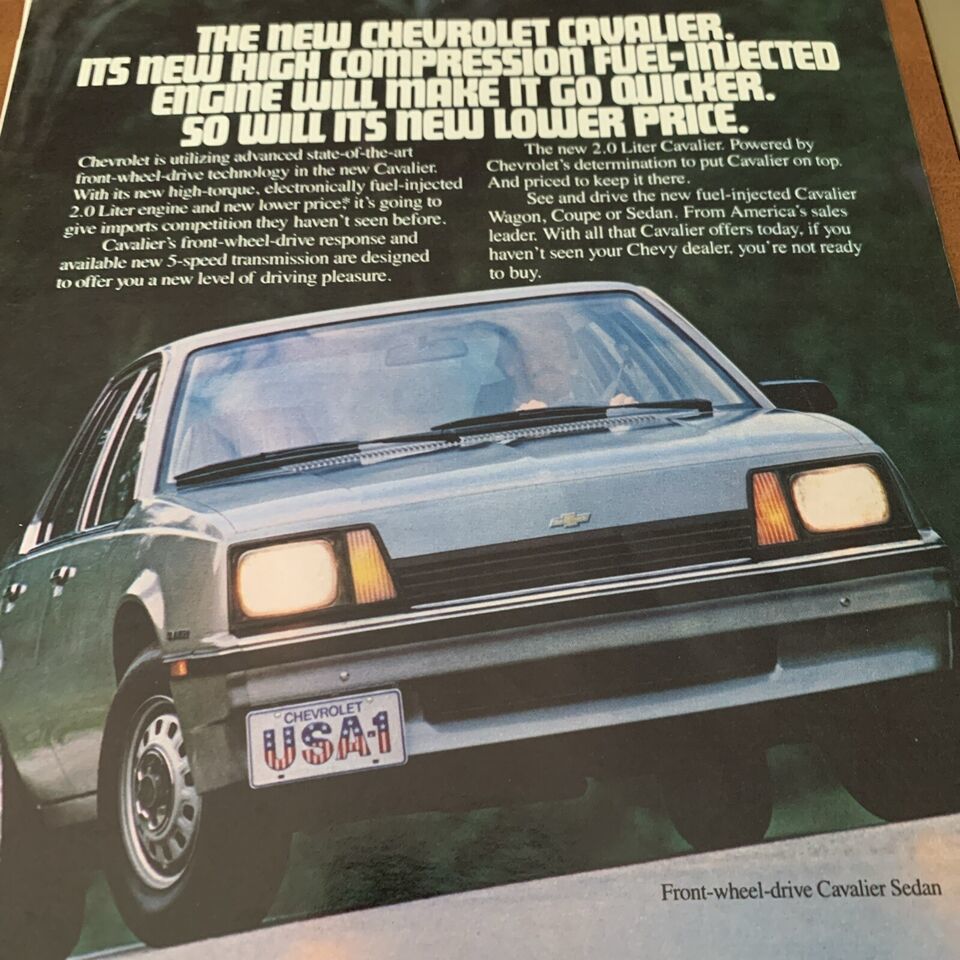 THE NEW CHEVROLET CAVALIER.
ITS NEW HIGH COMPRESSION FUEL-INJECTED
ENGINE WILL MAKE IT GO QUICKER.
SO WILL ITS NEW LOWER PRICE.
Chevrolet is utilizing advanced state-of-the-art
front-wheel-drive technology in the new Cavalier.
With its new high-torque, electronically fuel-injected
2.0 Liter engine and new lower price* it's going to
give imports competition they haven't seen before.
Cavalier's front-wheel-drive response and
available new 5-speed transmission are designed
to offer you a new level of driving pleasure.
The new 2.0 Liter Cavalier. Powered by
Chevrolet's determination to put Cavalier on top.
And priced to keep it there.
See and drive the new fuel-injected Cavalier
Wagon, Coupe or Sedan. From America's sales
leader. With all that Cavalier offers today, if you
haven't seen your Chevy dealer, you're not ready
to buy.
CHEVROLET
USA-1
Front-wheel-drive Cavalier Sedan